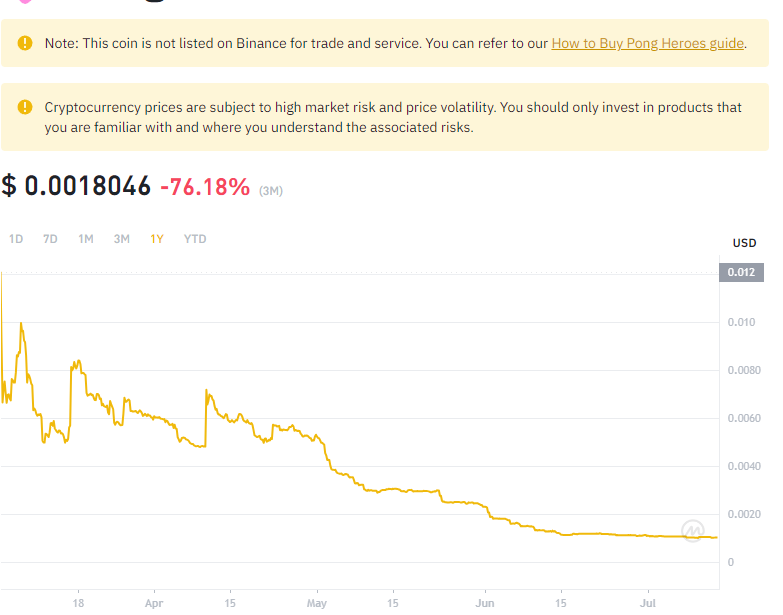 Note: This coin is not listed on Binance for trade and service. You can refer to our How to Buy Pong Heroes guide.
Cryptocurrency prices are subject to high market risk and price volatility. You should only invest in products that
you are familiar with and where you understand the associated risks.
$ 0.0018046 -76.18% (3M)
1D 7D 1M 3M 1Y YTD
USD
0.012
0.010
0.0080
0.0060
0.0040
0.0020
0
18 Apr 15 May 15 Jun 15 Jul